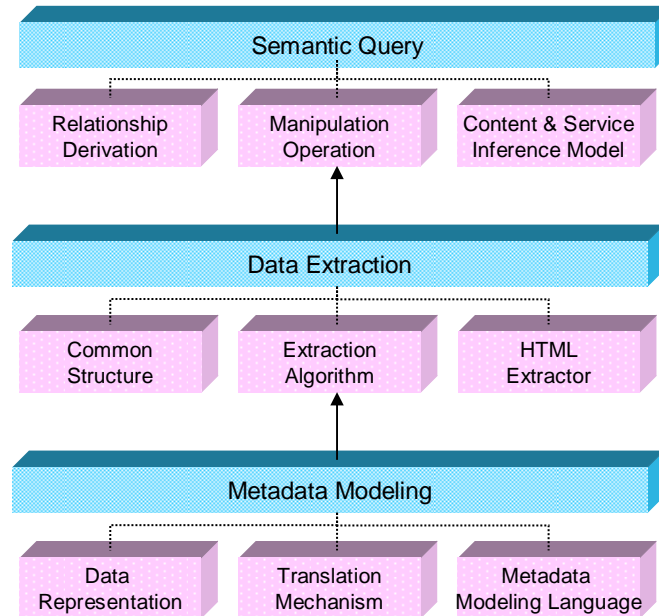 Semantic Query
Relationship
Derivation
Manipulation
Operation
Content & Service
Inference Model
Data Extraction
Common
Structure
Extraction
Algorithm
HTML
Extractor
Metadata Modeling
Data
Representation
Translation
Mechanism
Metadata
Modeling Language